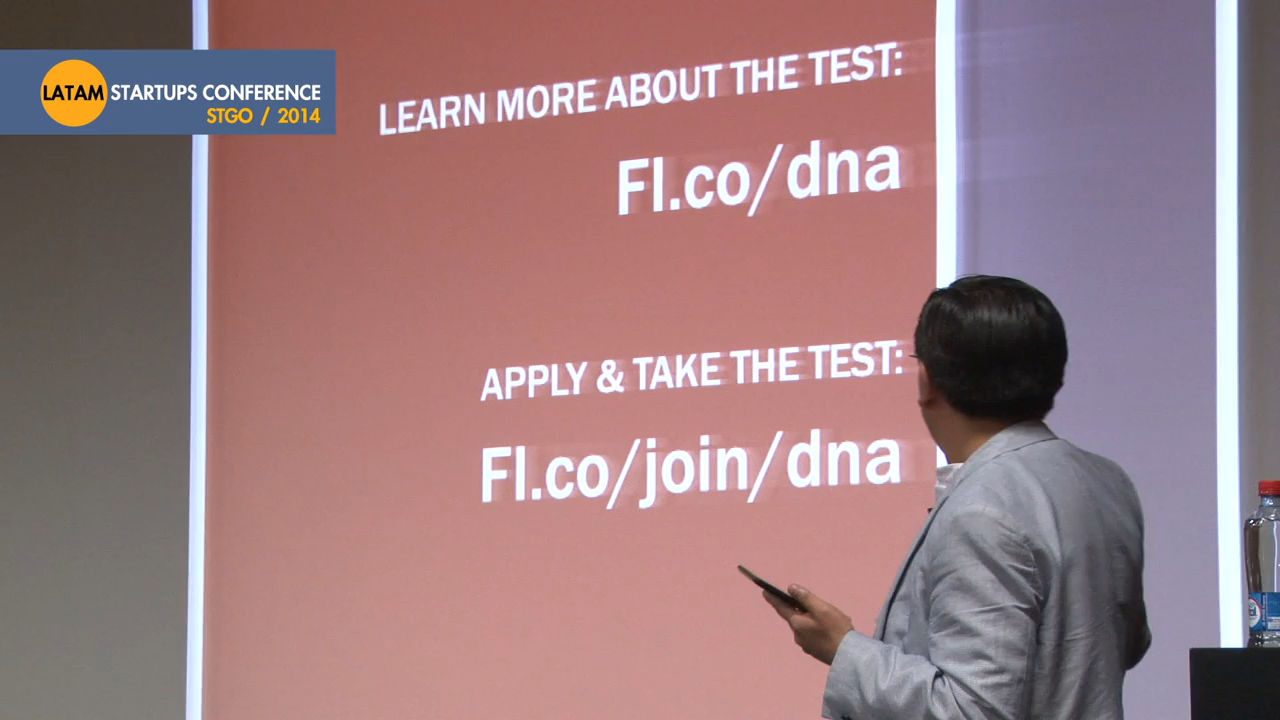 LATAM STARTUPS CONFERENCE
STGO / 2014
LEARN MORE ABOUT THE TEST:
FI.co/dna
APPLY & TAKE THE TEST:
FI.co/join/dna